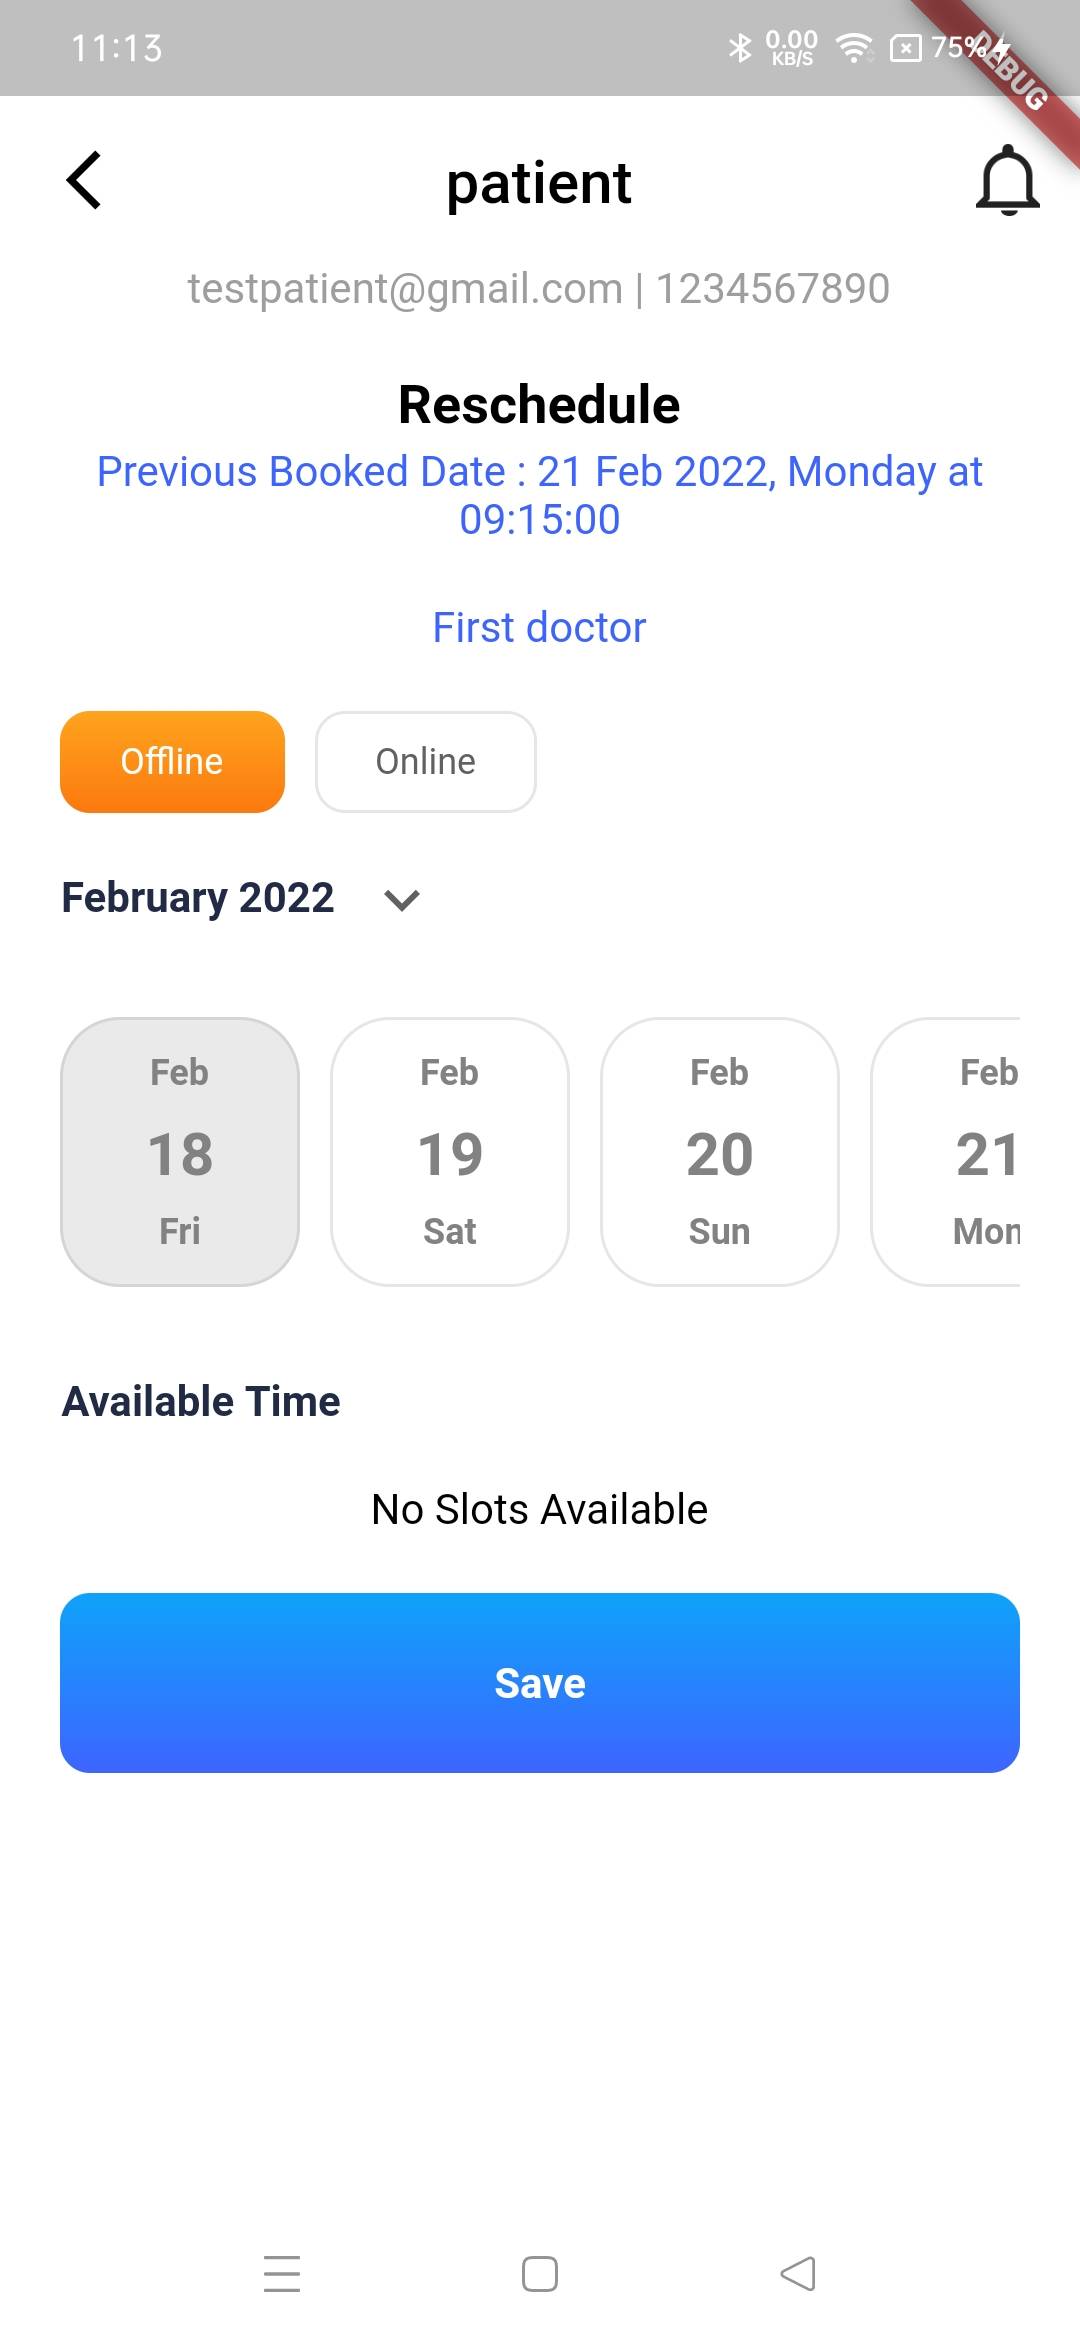 11:13
0.00
KB/S
75%
DEBUG
patient
testpatient@gmail.com | 1234567890
Reschedule
Previous Booked Date : 21 Feb 2022, Monday at
09:15:00
First doctor
Offline
Online
February 2022
Feb
18
Fri
Feb
19
Sat
Feb
20
Sun
Feb
21
Mon
Available Time
No Slots Available
Save